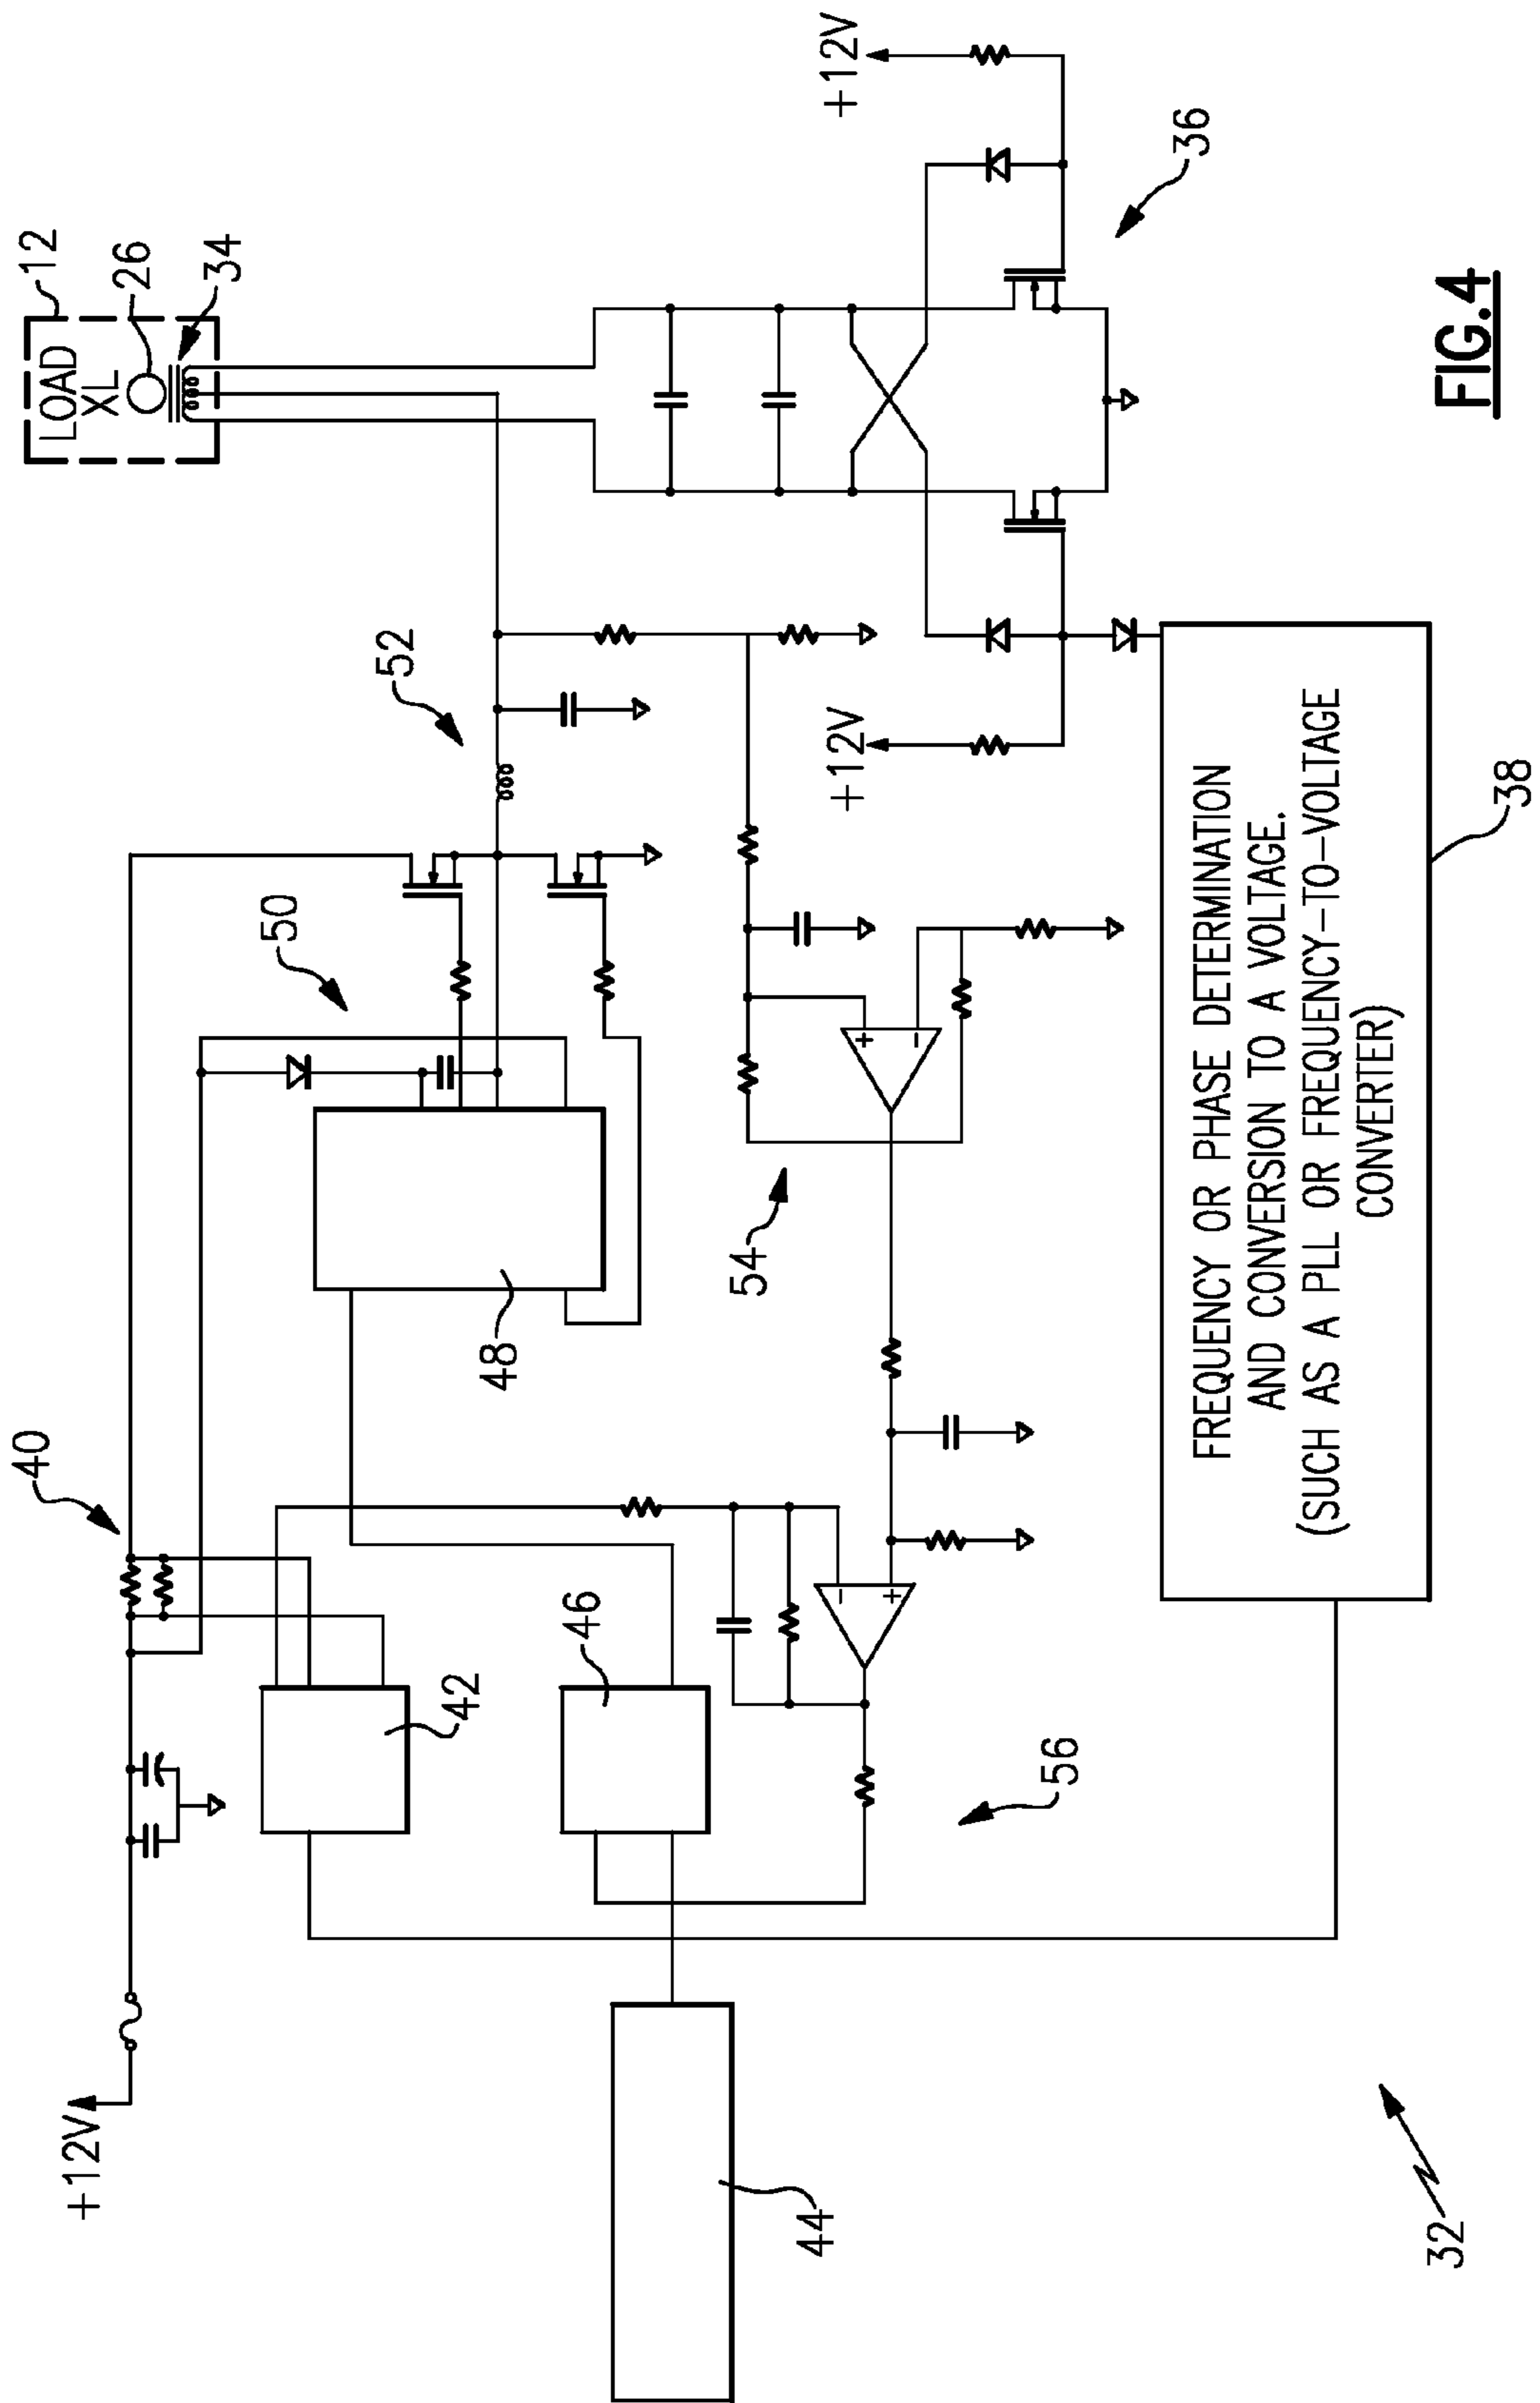 +12V
40
50
52
LOAD
XL
12
26
34
42
46
48
54
56
44
+12V
+12V
36
FREQUENCY OR PHASE DETERMINATION
AND CONVERSION TO A VOLTAGE.
(SUCH AS A PLL OR FREQUENCY-TO-VOLTAGE
CONVERTER)
38
32
+
−
−
+
FIG.4